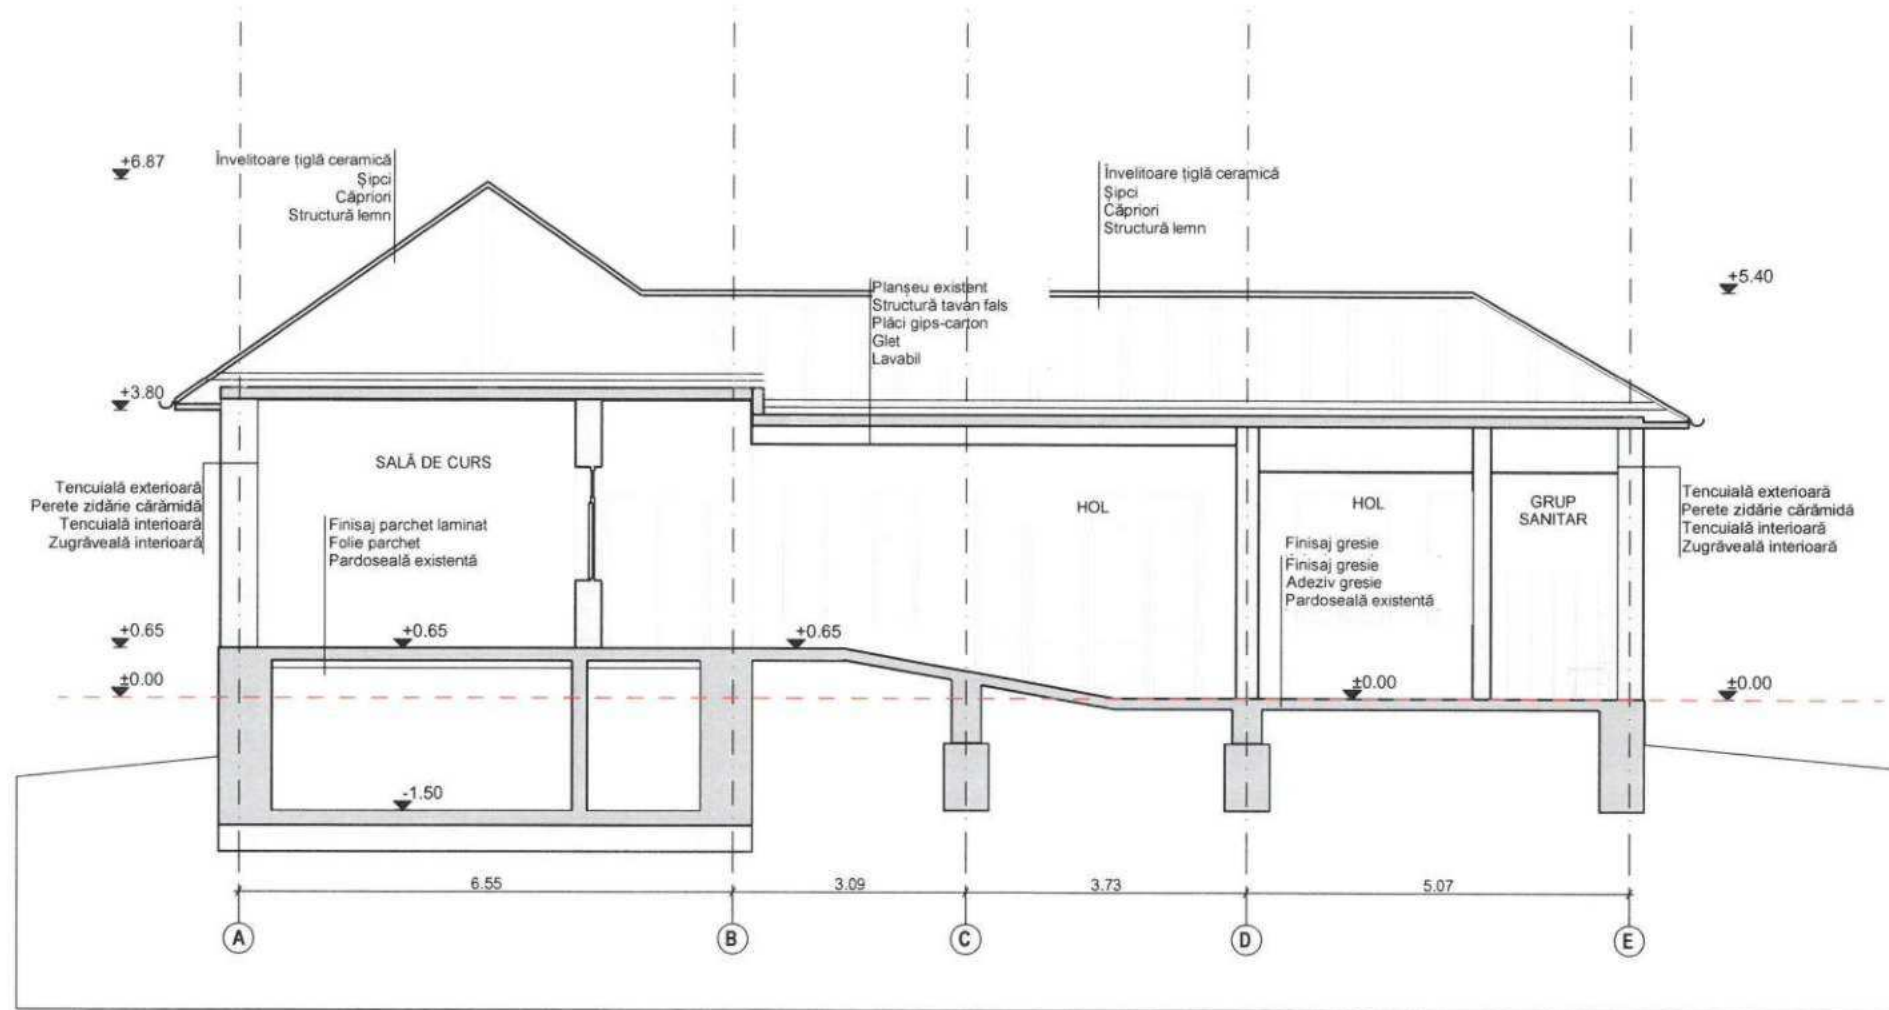 +6.87
Învelitoare țiglă ceramică
Șipci
Căpriori
Structură lemn
Învelitoare țiglă ceramică
Șipci
Căpriori
Structură lemn
+5.40
Planșeu existent
Structură tavan fals
Plăci gips-carton
Glet
Lavabil
+3.80
SALĂ DE CURS
Tencuială exterioară
Perete zidărie cărămidă
Tencuială interioară
Zugrăveală interioară
Finisaj parchet laminat
Folie parchet
Pardoseală existentă
HOL
HOL
GRUP
SANITAR
Finisaj gresie
Finisaj gresie
Adeziv gresie
Pardoseală existentă
Tencuială exterioară
Perete zidărie cărămidă
Tencuială interioară
Zugrăveală interioară
+0.65
+0.65
+0.65
±0.00
±0.00
±0.00
-1.50
6.55
3.09
3.73
5.07
A
B
C
D
E